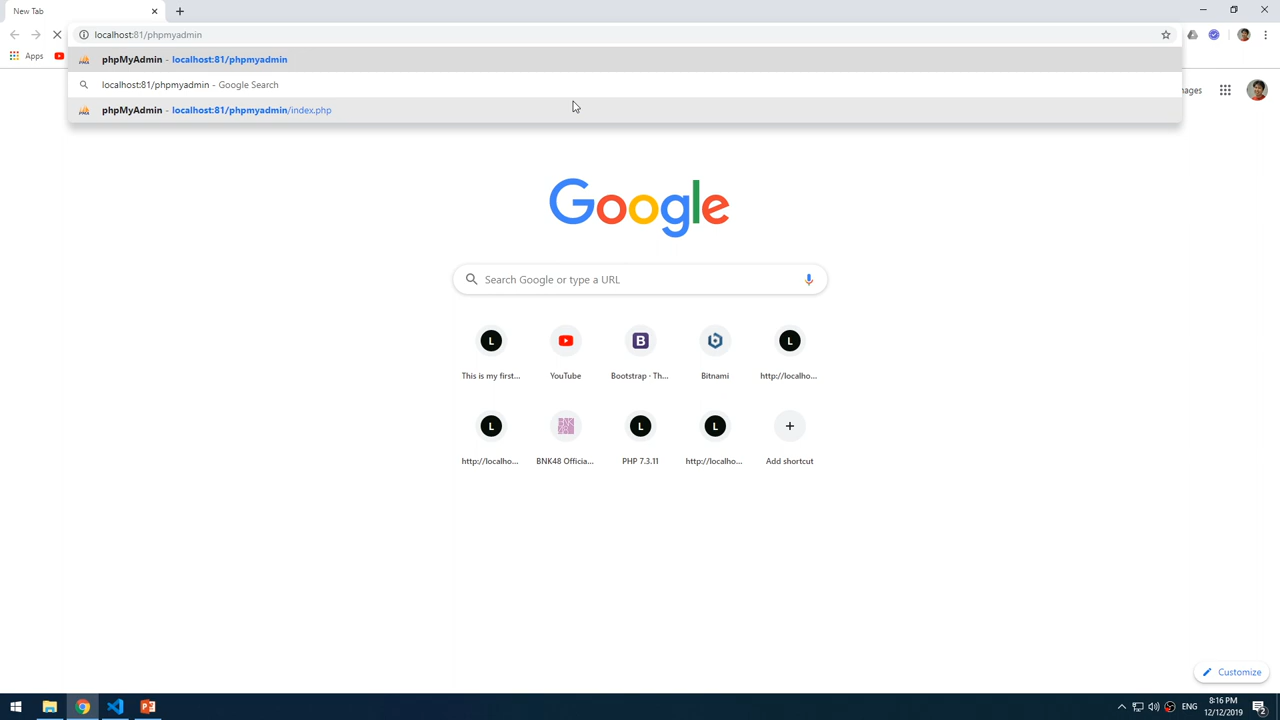 New Tab
localhost:81/phpmyadmin
Apps
phpMyAdmin - localhost:81/phpmyadmin
localhost:81/phpmyadmin - Google Search
phpMyAdmin - localhost:81/phpmyadmin/index.php
Google
Search Google or type a URL
L
B
L
This is my first...
YouTube
Bootstrap · Th...
Bitnami
http://localho...
L
L
L
http://localho...
BNK48 Officia...
PHP 7.3.11
http://localho...
Add shortcut
Customize
ENG
8:16 PM
12/12/2019
2